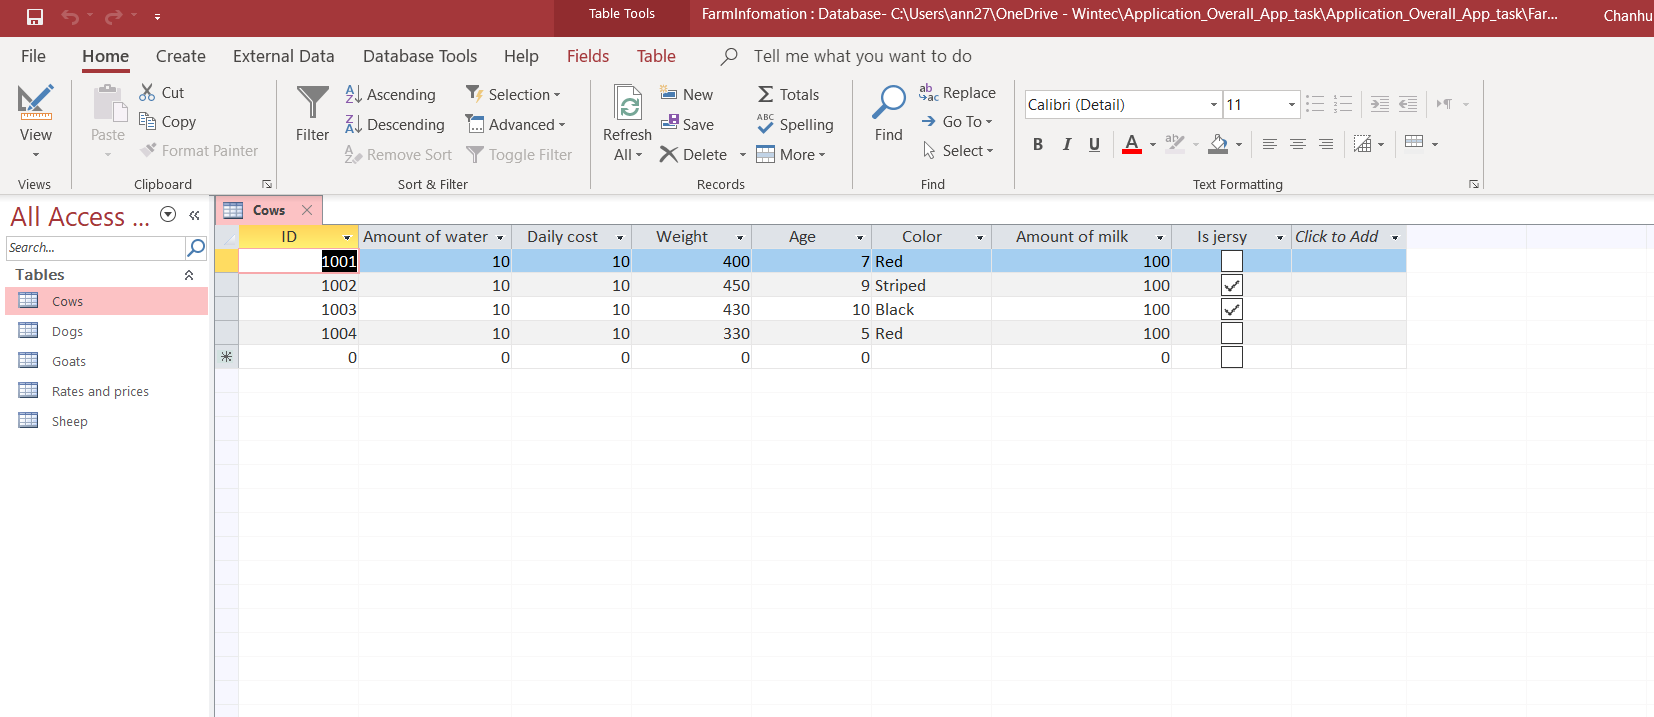 Table Tools FarmInfomation : Database- C:\Users\ann27\OneDrive - Wintec\Application_Overall_App_task\Application_Overall_App_task\Far... Chanhu
File Home Create External Data Database Tools Help Fields Table Tell me what you want to do
View
Views
Paste
Cut
Copy
Format Painter
Clipboard
Filter
Ascending
Descending
Remove Sort
Selection
Advanced
Toggle Filter
Sort & Filter
Refresh
All
New
Save
Delete
Totals
Spelling
More
Records
Find
Replace
Go To
Select
Find
Calibri (Detail) 11
B I U A
Text Formatting
All Access ...
Search...
Tables
Cows
Dogs
Goats
Rates and prices
Sheep
Cows
ID Amount of water Daily cost Weight Age Color Amount of milk Is jersy Click to Add
1001 10 10 400 7 Red 100
1002 10 10 450 9 Striped 100
1003 10 10 430 10 Black 100
1004 10 10 330 5 Red 100
0 0 0 0 0 0